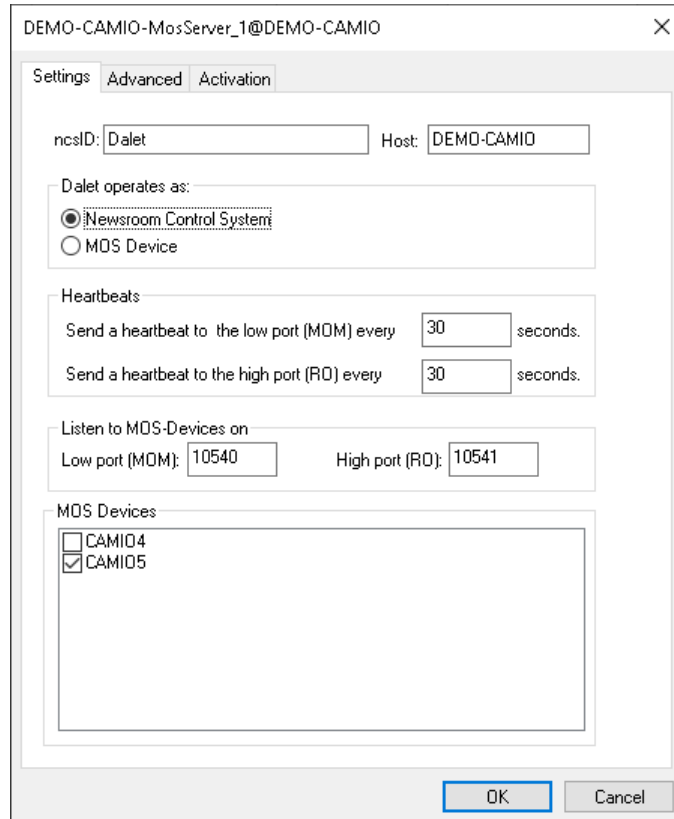 DEMO-CAMIO-MosServer_1@DEMO-CAMIO
Settings Advanced Activation
ncsID: Dalet Host: DEMO-CAMIO
Dalet operates as:
Newsroom Control System
MOS Device
Heartbeats
Send a heartbeat to the low port (MOM) every 30 seconds.
Send a heartbeat to the high port (RO) every 30 seconds.
Listen to MOS-Devices on
Low port (MOM): 10540 High port (RO): 10541
MOS Devices
CAMIO4
CAMIO5
OK Cancel